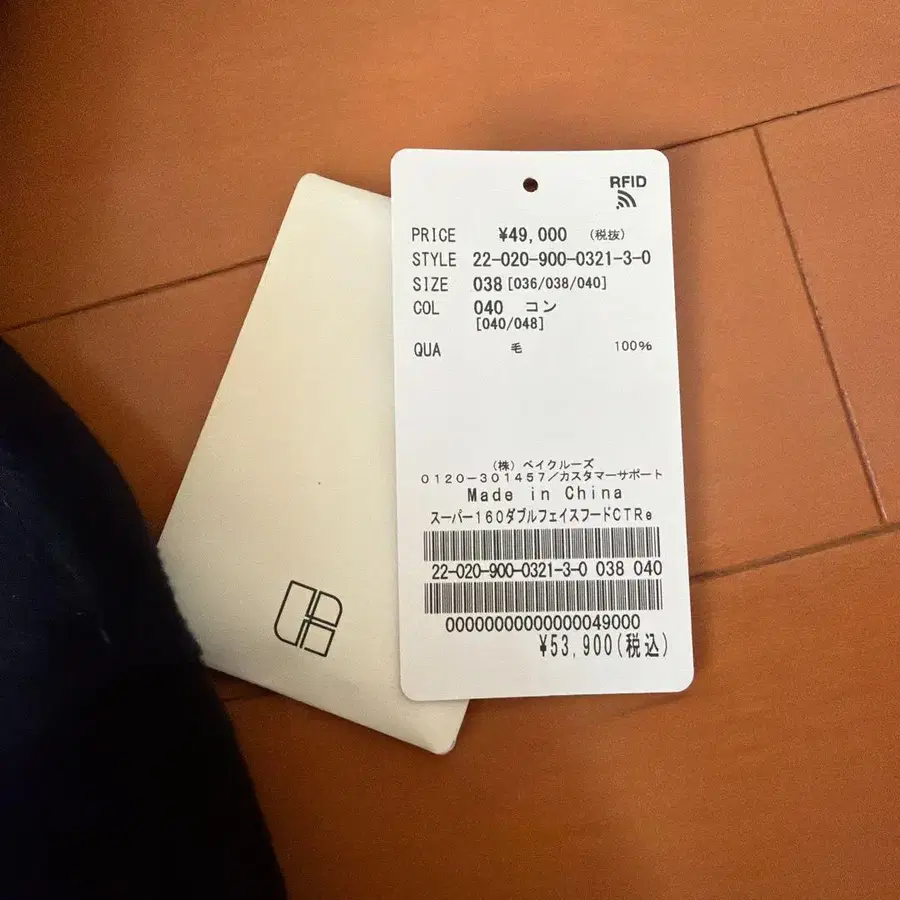 RFID
PRICE ¥49,000 (税抜)
STYLE 22-020-900-0321-3-0
SIZE 038[036/038/040]
COL 040 コン
[040/048]
QUA 毛 100%
(株)ベイクルーズ
0120-301457/カスタマーサポート
Made in China
スーパー160ダブルフェイスフードCTRe
22-020-900-0321-3-0 038 040
00000000000000049000
¥53,900(税込)